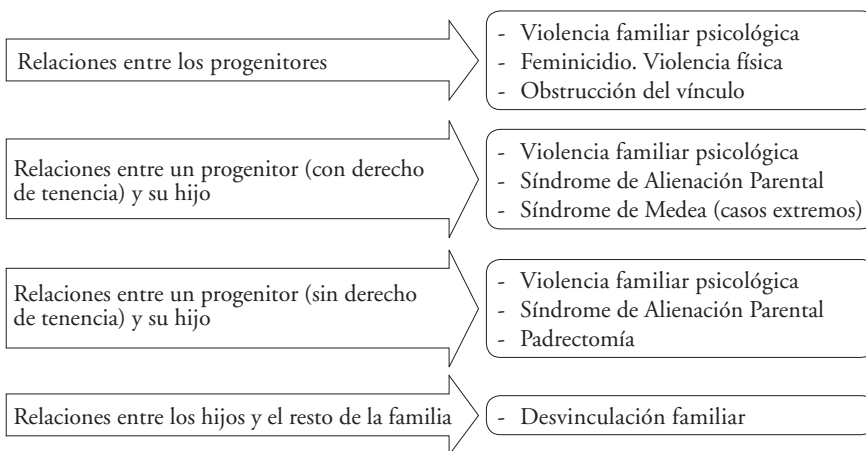 Relaciones entre los progenitores
- Violencia familiar psicológica
- Feminicidio. Violencia física
- Obstrucción del vínculo
Relaciones entre un progenitor (con derecho
de tenencia) y su hijo
- Violencia familiar psicológica
- Síndrome de Alienación Parental
- Síndrome de Medea (casos extremos)
Relaciones entre un progenitor (sin derecho
de tenencia) y su hijo
- Violencia familiar psicológica
- Síndrome de Alienación Parental
- Padrectomía
Relaciones entre los hijos y el resto de la familia
- Desvinculación familiar